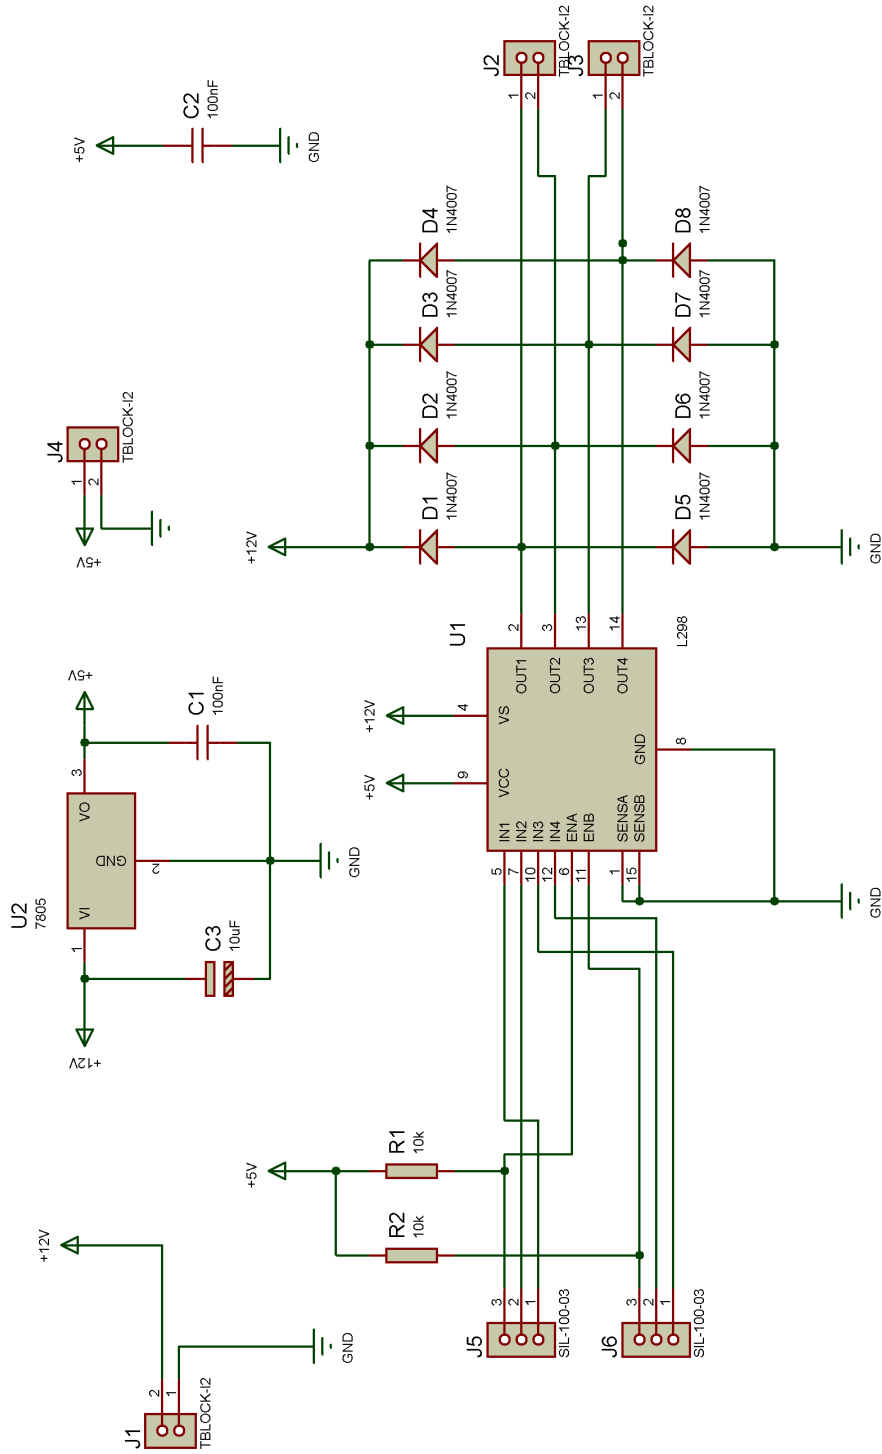 J1
TBLOCK-I2
2
1
+12V
GND
U2
7805
VI
VO
GND
1
3
2
+12V
+5V
C3
10uF
C1
100nF
GND
J4
TBLOCK-I2
1
2
+5V
+5V
C2
100nF
GND
+5V
R1
10k
R2
10k
J5
SIL-100-03
3
2
1
J6
SIL-100-03
3
2
1
U1
L298
IN1
IN2
IN3
IN4
ENA
ENB
SENSA
SENSB
5
7
10
12
6
11
1
15
VCC
VS
9
4
+5V
+12V
GND
8
GND
OUT1
OUT2
OUT3
OUT4
2
3
13
14
+12V
D1
1N4007
D2
1N4007
D3
1N4007
D4
1N4007
D5
1N4007
D6
1N4007
D7
1N4007
D8
1N4007
GND
J2
TBLOCK-I2
1
2
J3
TBLOCK-I2
1
2